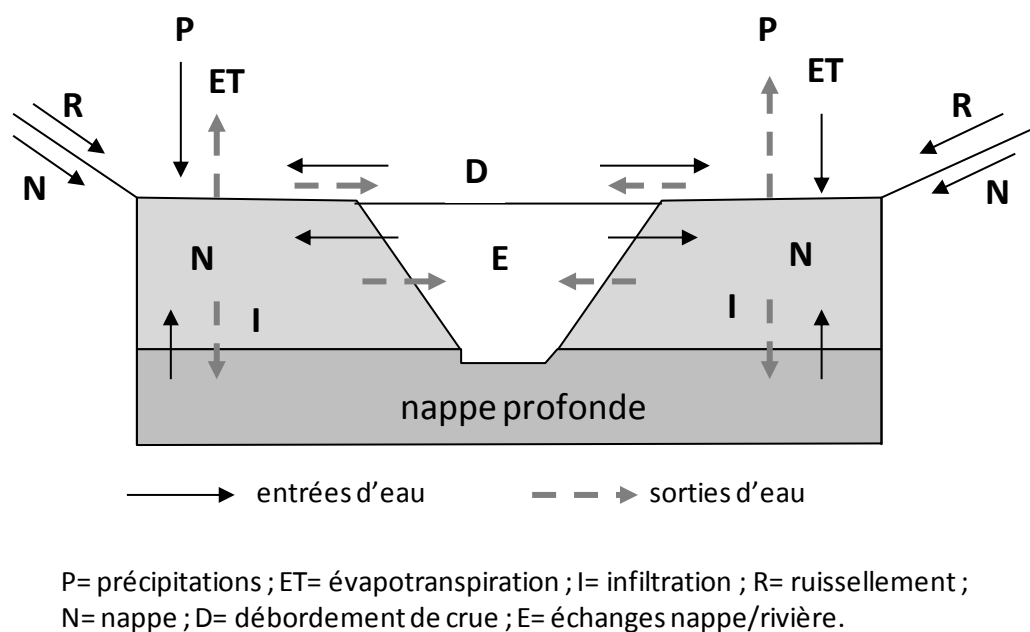 P
P
ET
ET
R
R
N
N
D
N
E
N
I
I
nappe profonde
entrées d'eau
sorties d'eau
P= précipitations ; ET= évapotranspiration ; I= infiltration ; R= ruissellement ;
N= nappe ; D= débordement de crue ; E= échanges nappe/rivière.